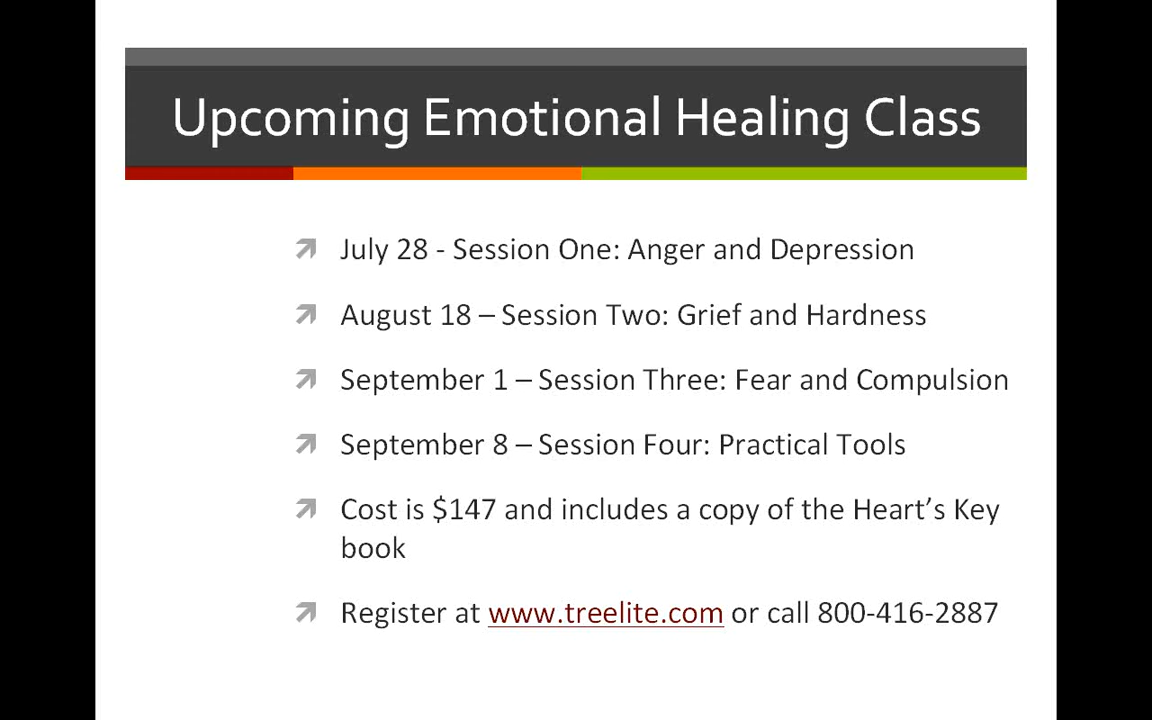 Upcoming Emotional Healing Class
July 28 - Session One: Anger and Depression
August 18 – Session Two: Grief and Hardness
September 1 – Session Three: Fear and Compulsion
September 8 – Session Four: Practical Tools
Cost is $147 and includes a copy of the Heart’s Key
book
Register at www.treelite.com or call 800-416-2887